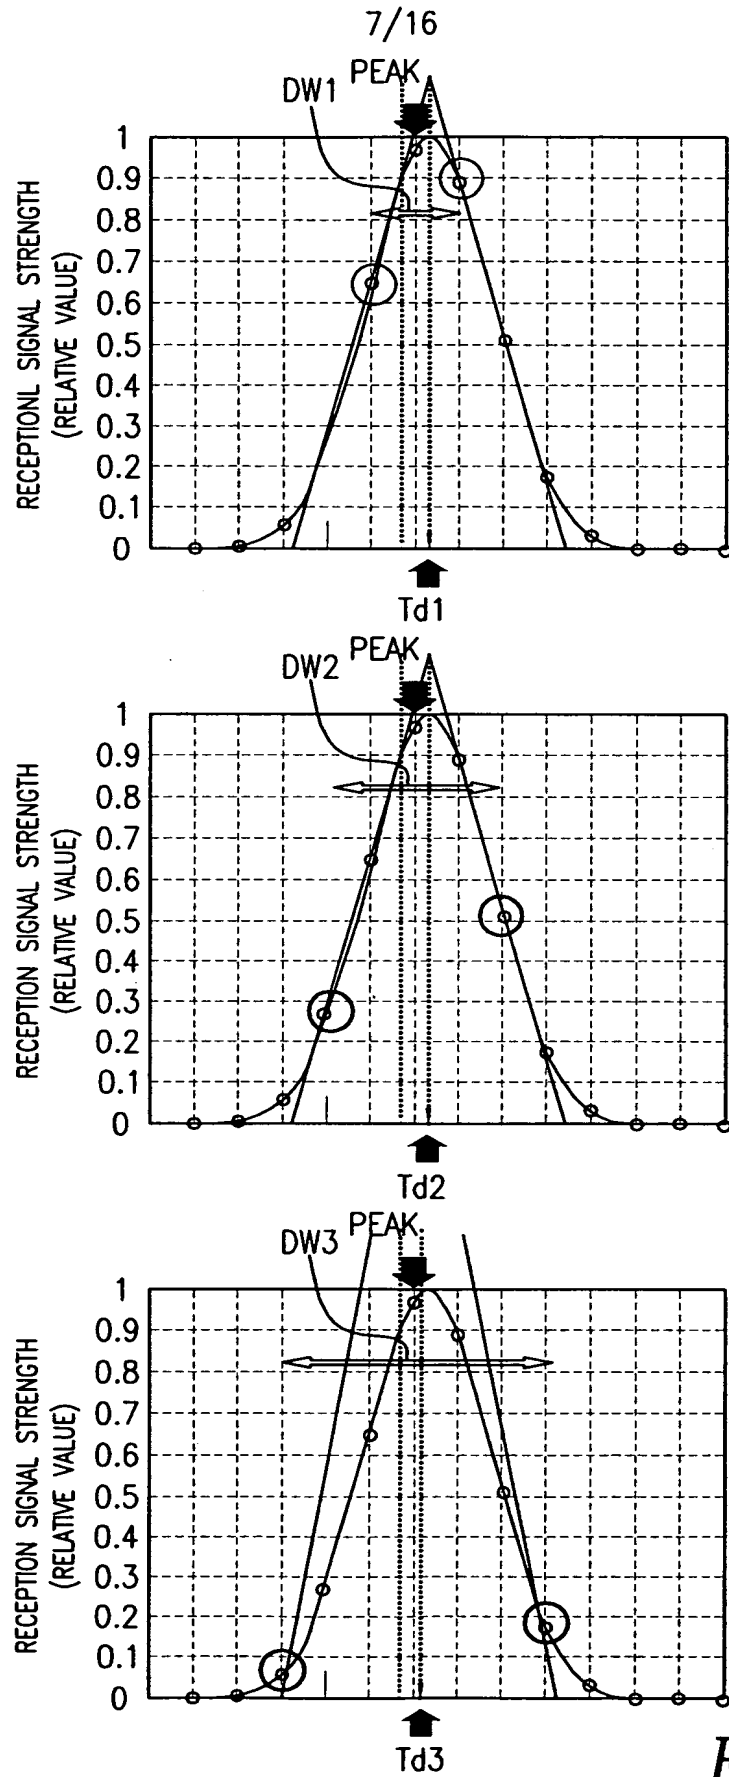 7/16
PEAK
DW1
RECEPTIONL SIGNAL STRENGTH
(RELATIVE VALUE)
1
0.9
0.8
0.7
0.6
0.5
0.4
0.3
0.2
0.1
0
Td1
PEAK
DW2
RECEPTION SIGNAL STRENGTH
(RELATIVE VALUE)
1
0.9
0.8
0.7
0.6
0.5
0.4
0.3
0.2
0.1
0
Td2
PEAK
DW3
RECEPTION SIGNAL STRENGTH
(RELATIVE VALUE)
1
0.9
0.8
0.7
0.6
0.5
0.4
0.3
0.2
0.1
0
Td3